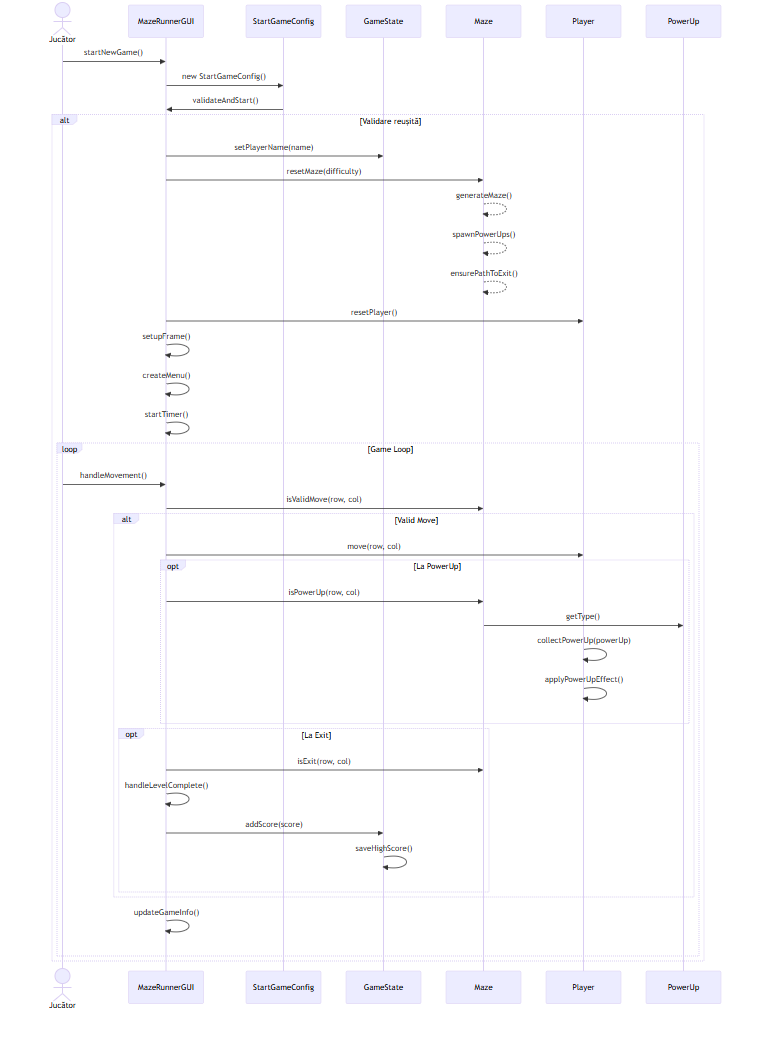 Jucător
MazeRunnerGUI
StartGameConfig
GameState
Maze
Player
PowerUp
startNewGame()
new StartGameConfig()
validateAndStart()
alt
[Validare reușită]
setPlayerName(name)
resetMaze(difficulty)
generateMaze()
spawnPowerUps()
ensurePathToExit()
resetPlayer()
setupFrame()
createMenu()
startTimer()
loop
[Game Loop]
handleMovement()
isValidMove(row, col)
alt
[Valid Move]
move(row, col)
opt
[La PowerUp]
isPowerUp(row, col)
getType()
collectPowerUp(powerUp)
applyPowerUpEffect()
opt
[La Exit]
isExit(row, col)
handleLevelComplete()
addScore(score)
saveHighScore()
updateGameInfo()
Jucător
MazeRunnerGUI
StartGameConfig
GameState
Maze
Player
PowerUp